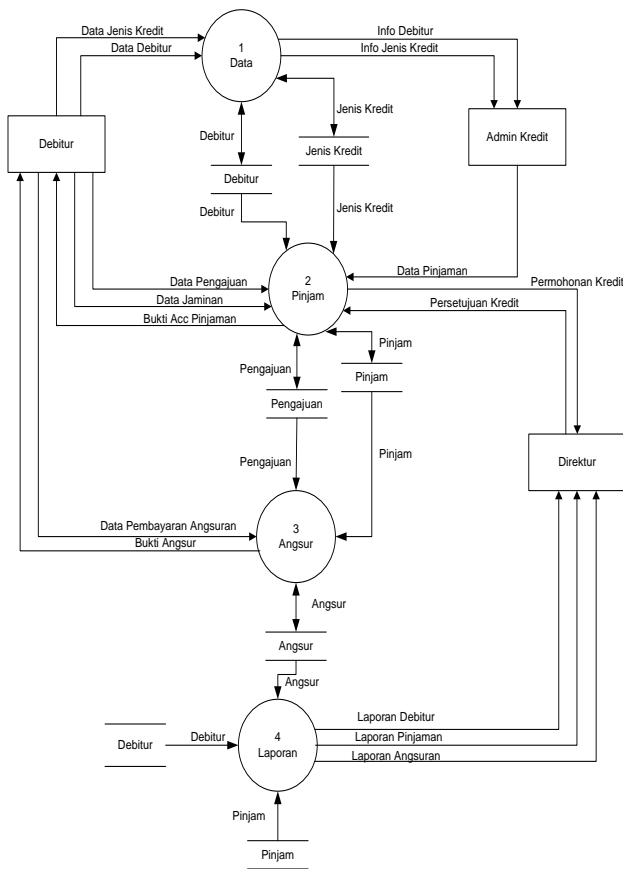 Data Jenis Kredit
Data Debitur
1
Data
Info Debitur
Info Jenis Kredit
Debitur
Admin Kredit
Debitur
Jenis Kredit
Jenis Kredit
Debitur
Debitur
Jenis Kredit
2
Pinjam
Data Pengajuan
Data Jaminan
Bukti Acc Pinjaman
Data Pinjaman
Permohonan Kredit
Persetujuan Kredit
Pinjam
Pengajuan
Pinjam
Pengajuan
Pinjam
Pengajuan
Direktur
3
Angsur
Data Pembayaran Angsuran
Bukti Angsur
Angsur
Angsur
Angsur
4
Laporan
Debitur
Debitur
Laporan Debitur
Laporan Pinjaman
Laporan Angsuran
Pinjam
Pinjam